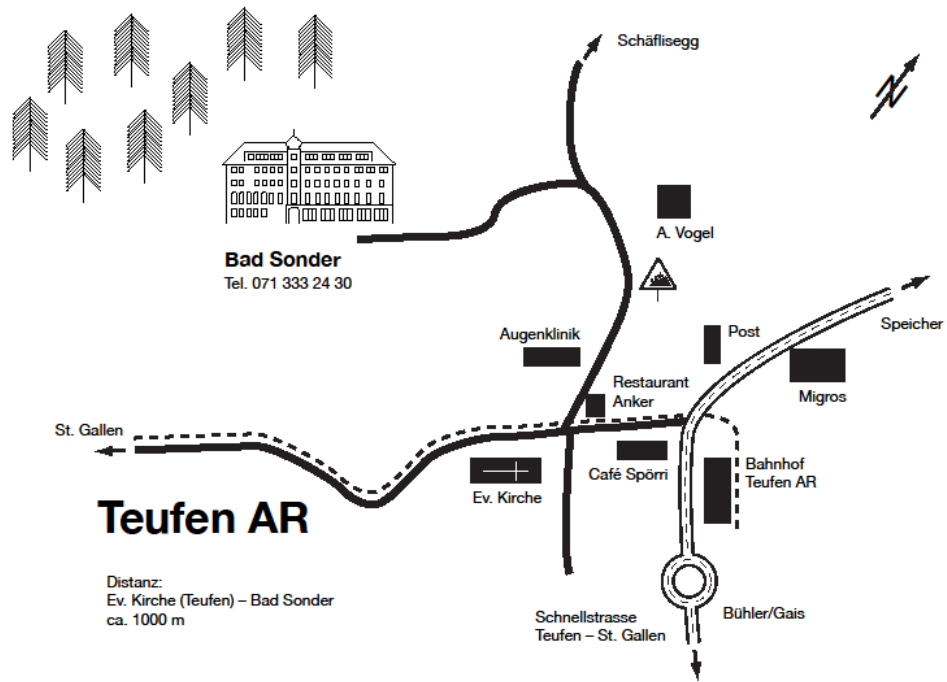 Schäflisegg
N
A. Vogel
Bad Sonder
Tel. 071 333 24 30
Augenklinik
Post
Speicher
Restaurant
Anker
Migros
St. Gallen
Café Spörri
Bahnhof
Teufen AR
Ev. Kirche
Teufen AR
Distanz:
Ev. Kirche (Teufen) – Bad Sonder
ca. 1000 m
Schnellstrasse
Teufen – St. Gallen
Bühler/Gais